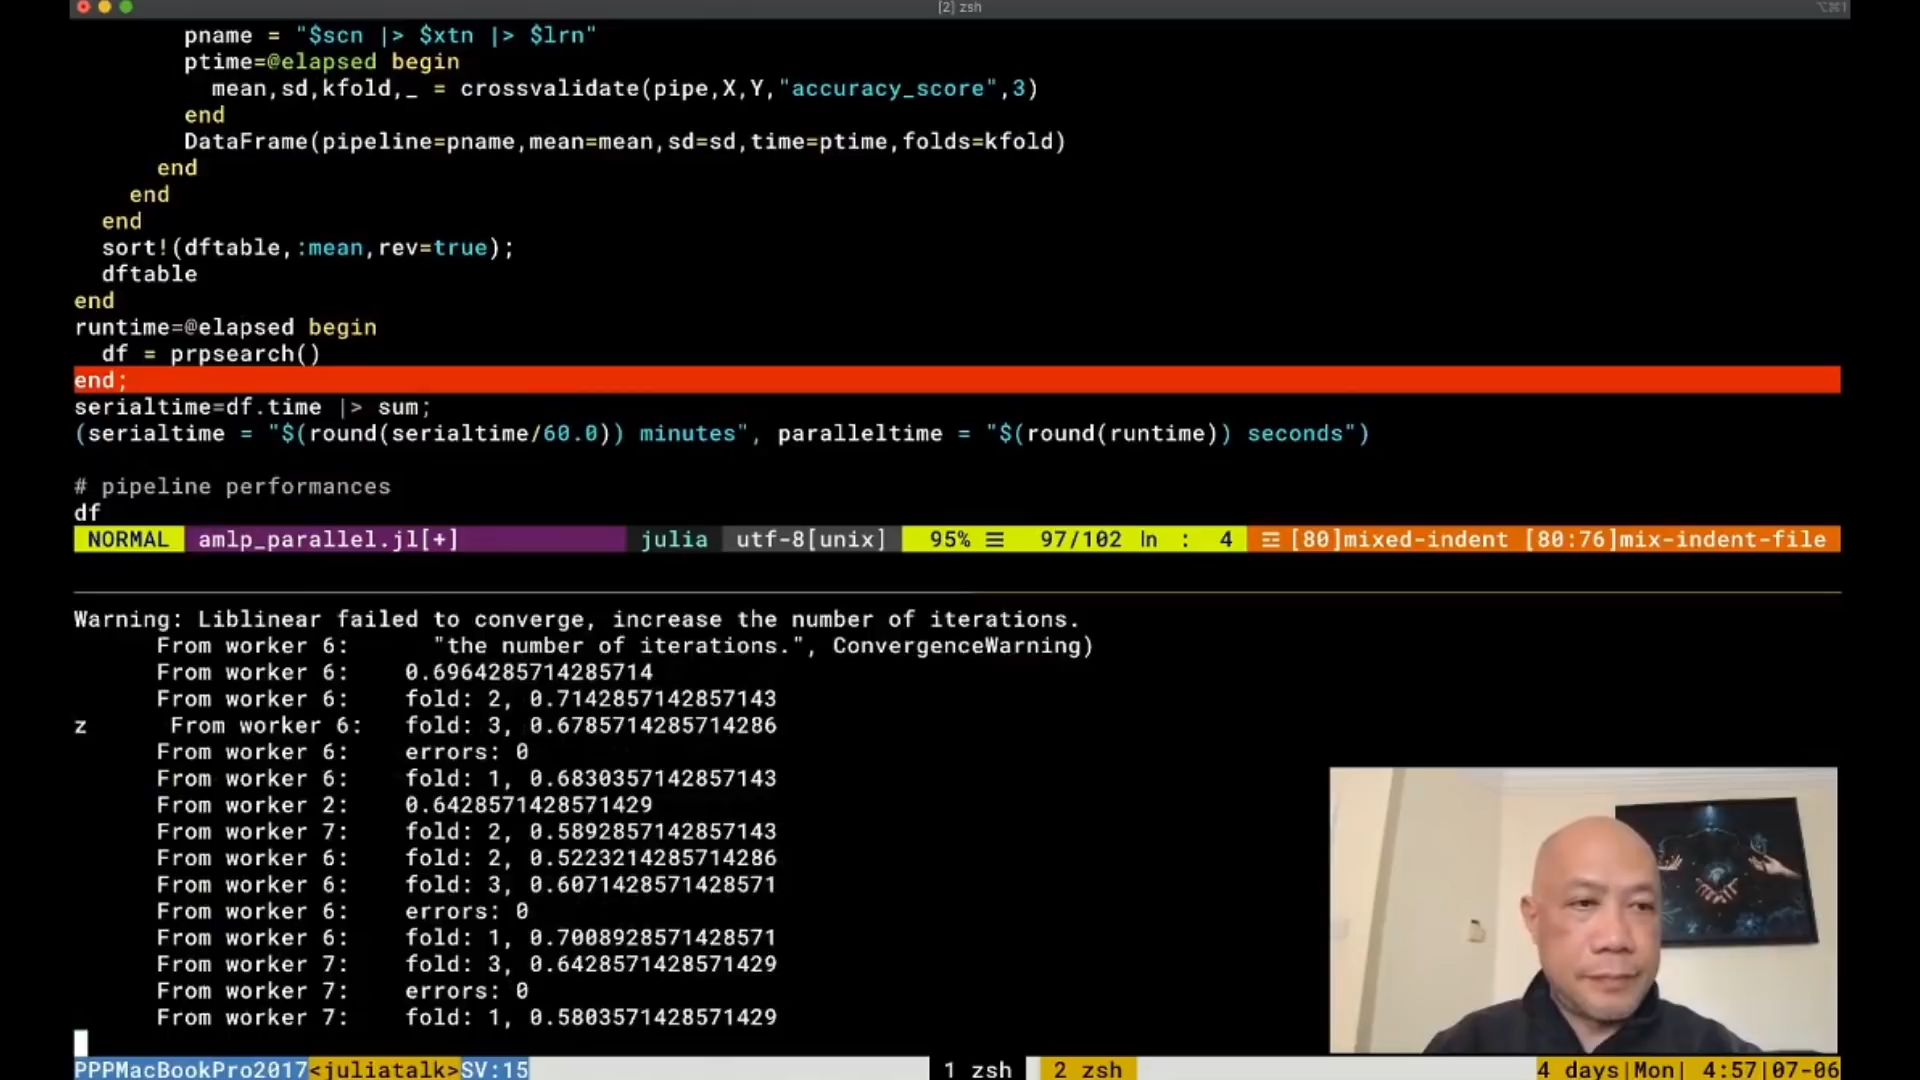 [2] zsh
⌥⌘1
pname = "$scn |> $xtn |> $lrn"
ptime=@elapsed begin
mean,sd,kfold,_ = crossvalidate(pipe,X,Y,"accuracy_score",3)
end
DataFrame(pipeline=pname,mean=mean,sd=sd,time=ptime,folds=kfold)
end
end
end
sort!(dftable,:mean,rev=true);
dftable
end
runtime=@elapsed begin
df = prpsearch()
end;
serialtime=df.time |> sum;
(serialtime = "$(round(serialtime/60.0)) minutes", paralleltime = "$(round(runtime)) seconds")
# pipeline performances
df
NORMAL amlp_parallel.jl[+] julia utf-8[unix] 95% ☰ 97/102 ln : 4 ☲ [80]mixed-indent [80:76]mix-indent-file
Warning: Liblinear failed to converge, increase the number of iterations.
From worker 6: "the number of iterations.", ConvergenceWarning)
From worker 6: 0.6964285714285714
From worker 6: fold: 2, 0.7142857142857143
z From worker 6: fold: 3, 0.6785714285714286
From worker 6: errors: 0
From worker 6: fold: 1, 0.6830357142857143
From worker 2: 0.6428571428571429
From worker 7: fold: 2, 0.5892857142857143
From worker 6: fold: 2, 0.5223214285714286
From worker 6: fold: 3, 0.6071428571428571
From worker 6: errors: 0
From worker 6: fold: 1, 0.7008928571428571
From worker 7: fold: 3, 0.6428571428571429
From worker 7: errors: 0
From worker 7: fold: 1, 0.5803571428571429
PPPMacBookPro2017<juliatalk>SV:15 1 zsh 2 zsh 4 days|Mon| 4:57|07-06